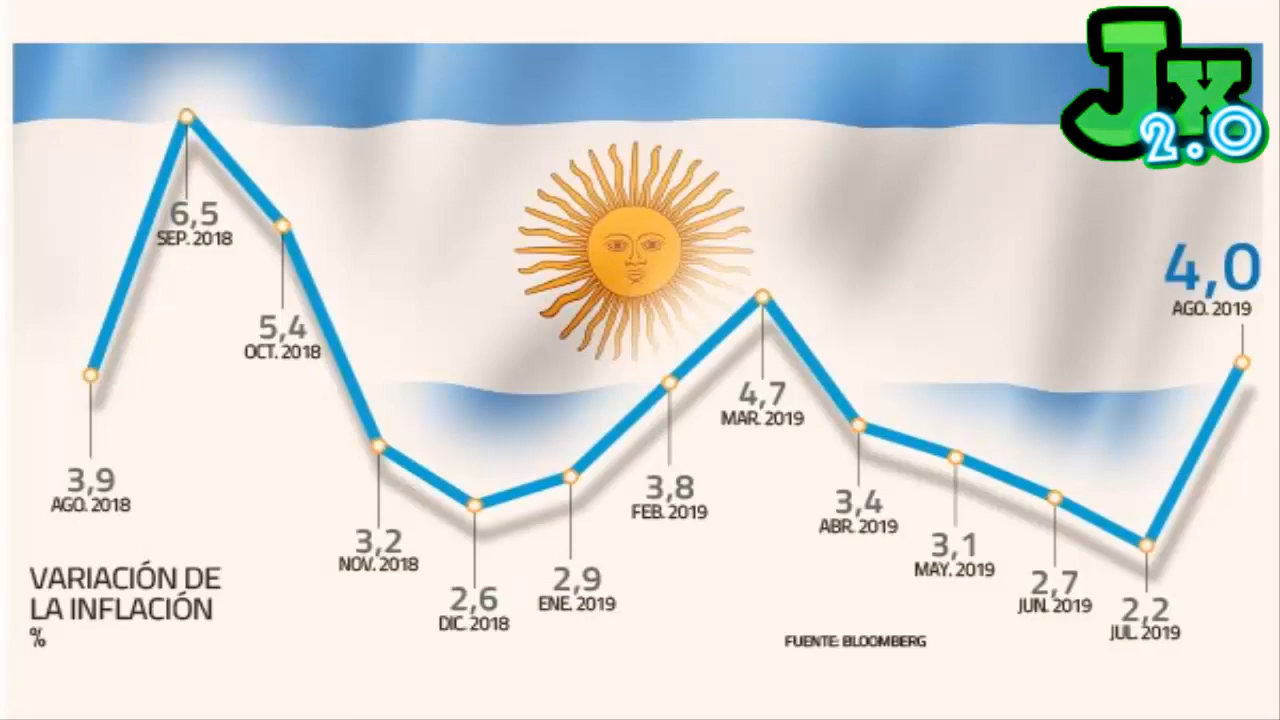 Jx
2.0
6,5
SEP. 2018
5,4
OCT. 2018
4,0
AGO. 2019
3,9
AGO. 2018
4,7
MAR. 2019
3,8
FEB. 2019
3,4
ABR. 2019
3,2
NOV. 2018
3,1
MAY. 2019
2,9
ENE. 2019
2,6
DIC. 2018
2,7
JUN. 2019
2,2
JUL. 2019
VARIACIÓN DE
LA INFLACIÓN
%
FUENTE: BLOOMBERG